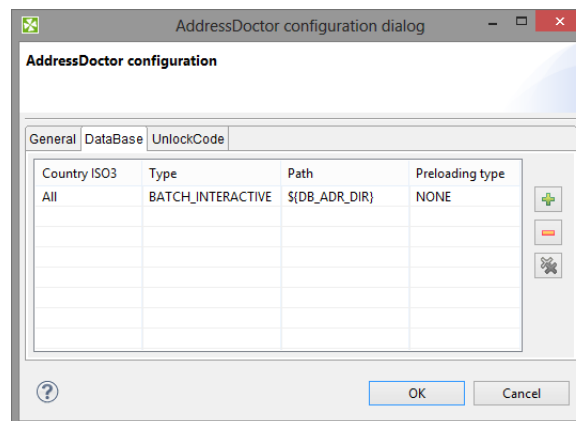 AddressDoctor configuration dialog
AddressDoctor configuration
General DataBase UnlockCode
Country ISO3 Type Path Preloading type
All BATCH_INTERACTIVE ${DB_ADR_DIR} NONE
OK Cancel